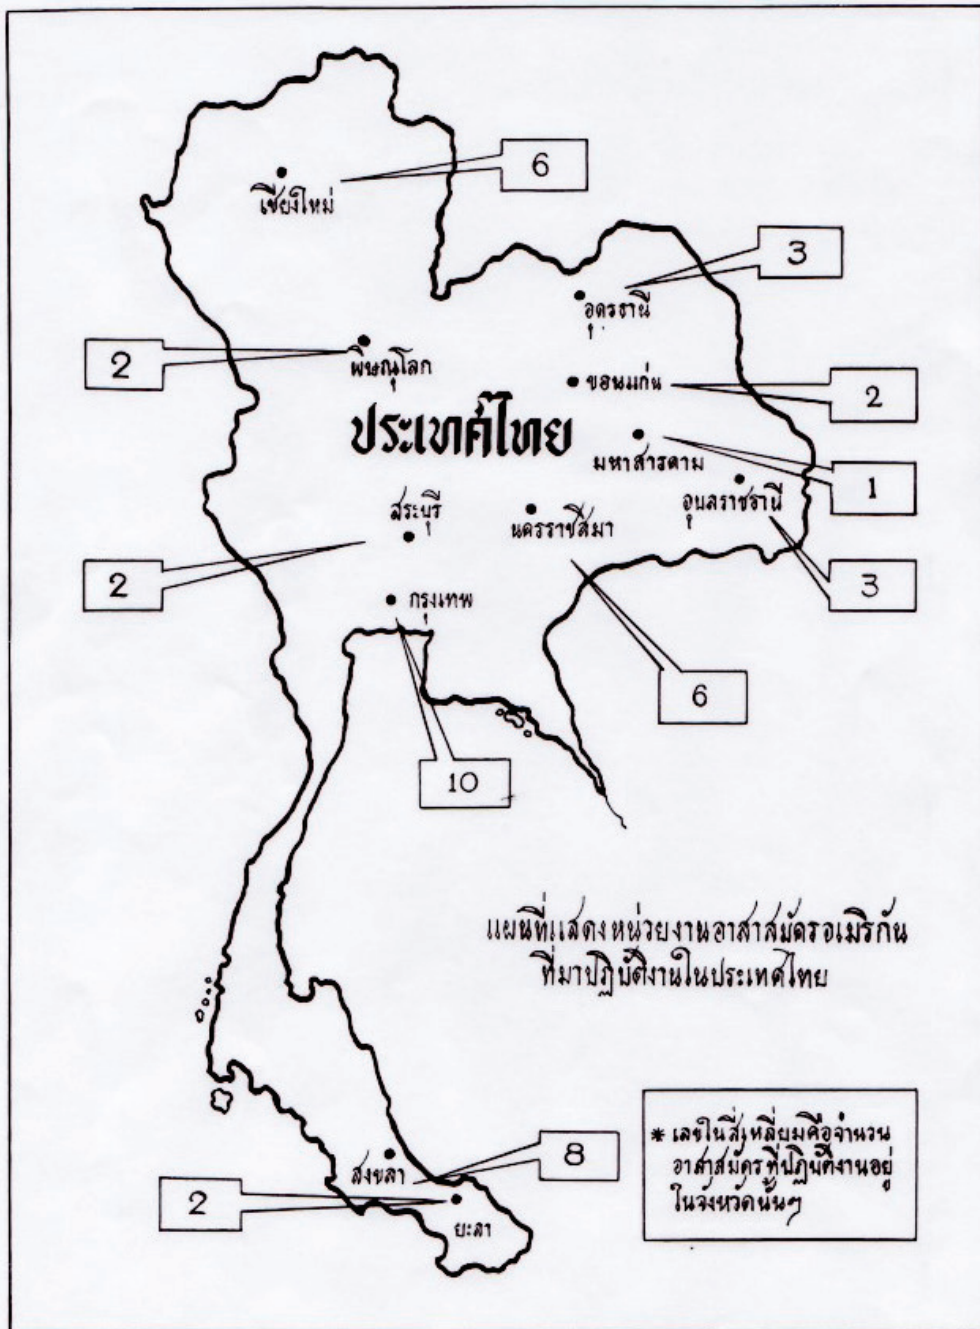 6
เชียงใหม่
3
อุดรธานี
2
พิษณุโลก
ขอนแก่น
2
ประเทศไทย
มหาสารคาม
1
สระบุรี
นครราชสีมา
อุบลราชธานี
2
3
กรุงเทพ
6
10
แผนที่แสดงหน่วยงานอาสาสมัครอเมริกัน
ที่มาปฏิบัติงานในประเทศไทย
8
สงขลา
2
ยะลา
* เลขในสี่เหลี่ยมคือจำนวน
อาสาสมัครที่ปฏิบัติงานอยู่
ในจังหวัดนั้นๆ